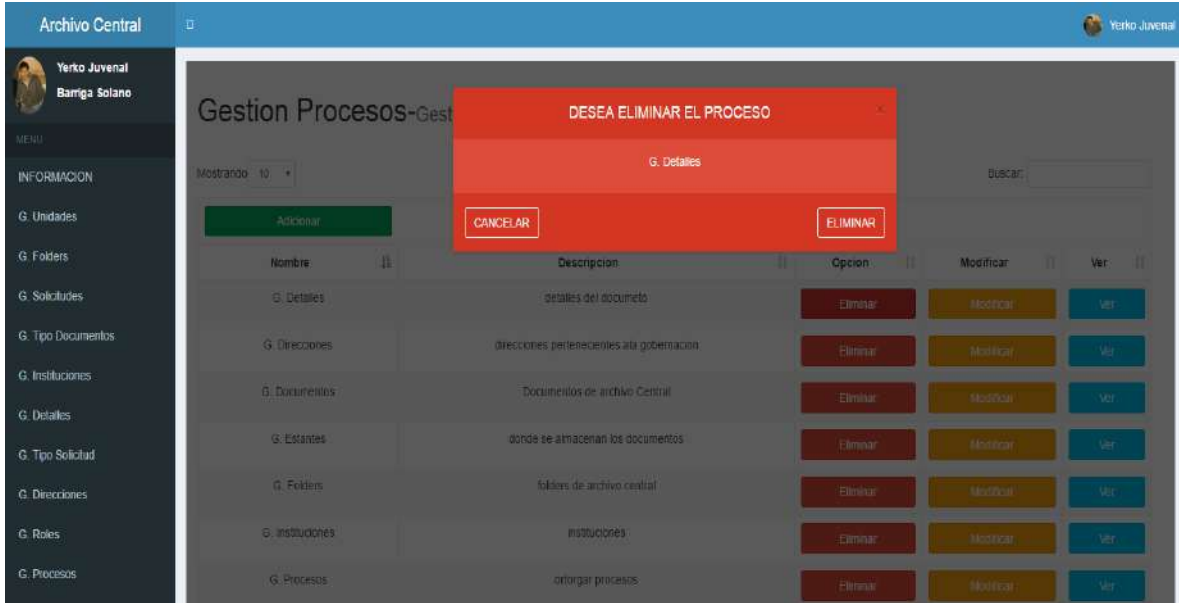 Archivo Central
Yerko Juvenal
Yerko Juvenal
Barriga Solano
MENU
INFORMACION
G. Unidades
G. Folders
G. Solicitudes
G. Tipo Documentos
G. Instituciones
G. Detalles
G. Tipo Solicitud
G. Direcciones
G. Roles
G. Procesos
Gestion Procesos-Gest
DESEA ELIMINAR EL PROCESO
×
G. Detalles
CANCELAR
ELIMINAR
Mostrando 10
Buscar:
Adicionar
Nombre Descripcion Opcion Modificar Ver
G. Detalles detalles del documeto Eliminar Modificar Ver
G. Direcciones direcciones pertenecentes ala gobernacion Eliminar Modificar Ver
G. Documentos Documentos de archivo Central Eliminar Modificar Ver
G. Estantes donde se almacenan los documentos Eliminar Modificar Ver
G. Folders folders de archivo central Eliminar Modificar Ver
G. Instituciones instituciones Eliminar Modificar Ver
G. Procesos procesos Eliminar Modificar Ver